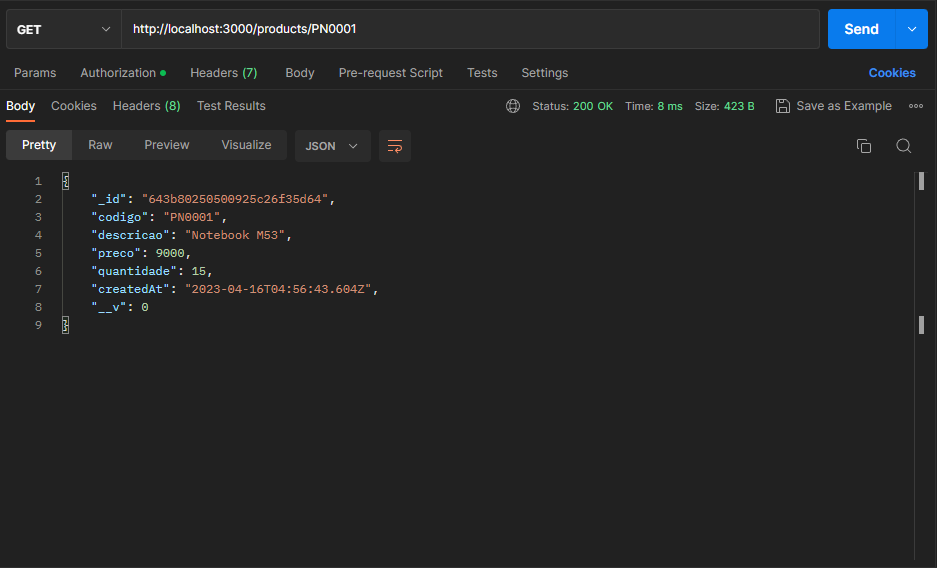 GET http://localhost:3000/products/PN0001 Send
Params Authorization Headers (7) Body Pre-request Script Tests Settings Cookies
Body Cookies Headers (8) Test Results Status: 200 OK Time: 8 ms Size: 423 B Save as Example
Pretty Raw Preview Visualize JSON
1 {
2 "_id": "643b80250500925c26f35d64",
3 "codigo": "PN0001",
4 "descricao": "Notebook M53",
5 "preco": 9000,
6 "quantidade": 15,
7 "createdAt": "2023-04-16T04:56:43.604Z",
8 "__v": 0
9 }